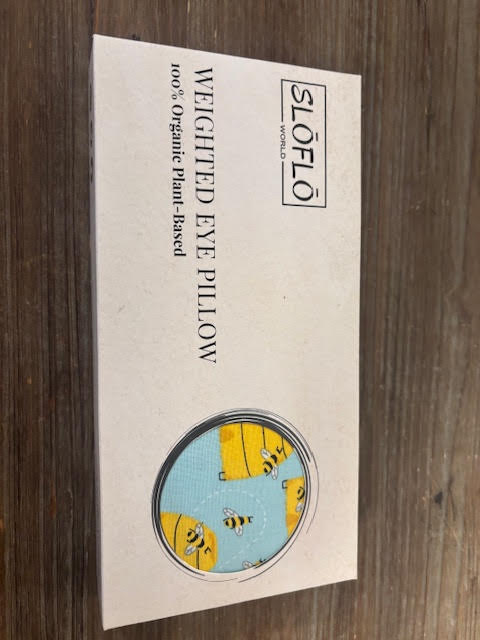 SLŌFLŌ
WORLD
WEIGHTED EYE PILLOW
100% Organic Plant-Based